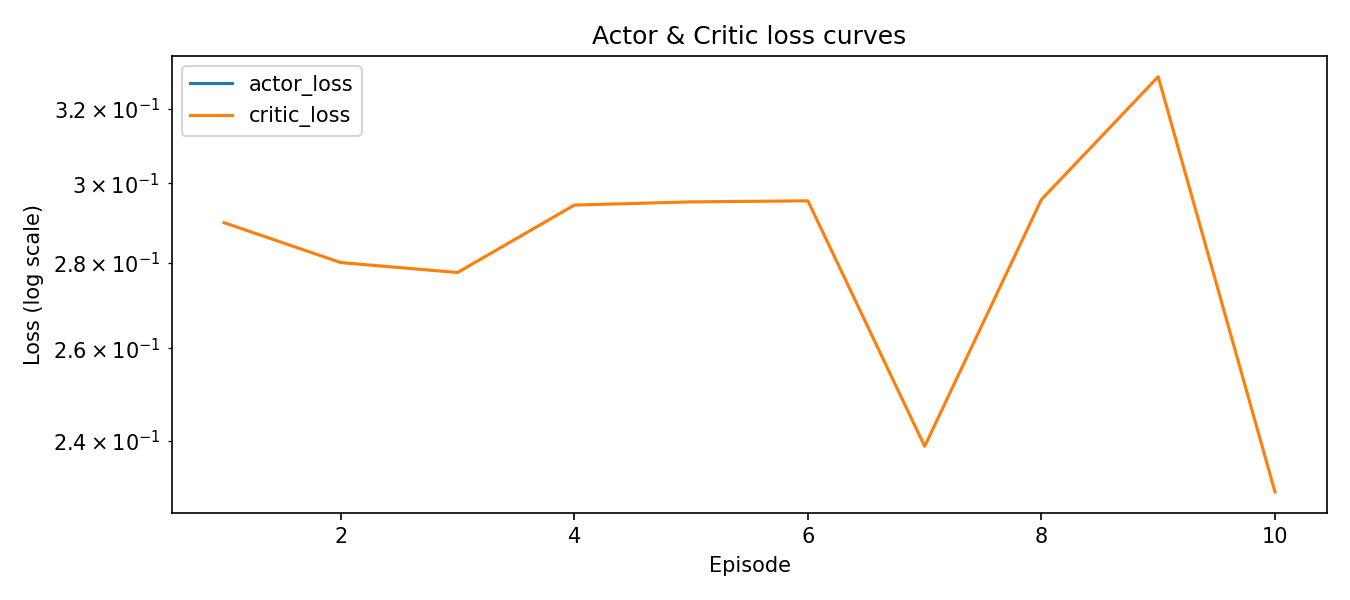 Actor & Critic loss curves
actor_loss
critic_loss
3.2 × 10⁻¹
3 × 10⁻¹
2.8 × 10⁻¹
2.6 × 10⁻¹
2.4 × 10⁻¹
Loss (log scale)
2 4 6 8 10
Episode